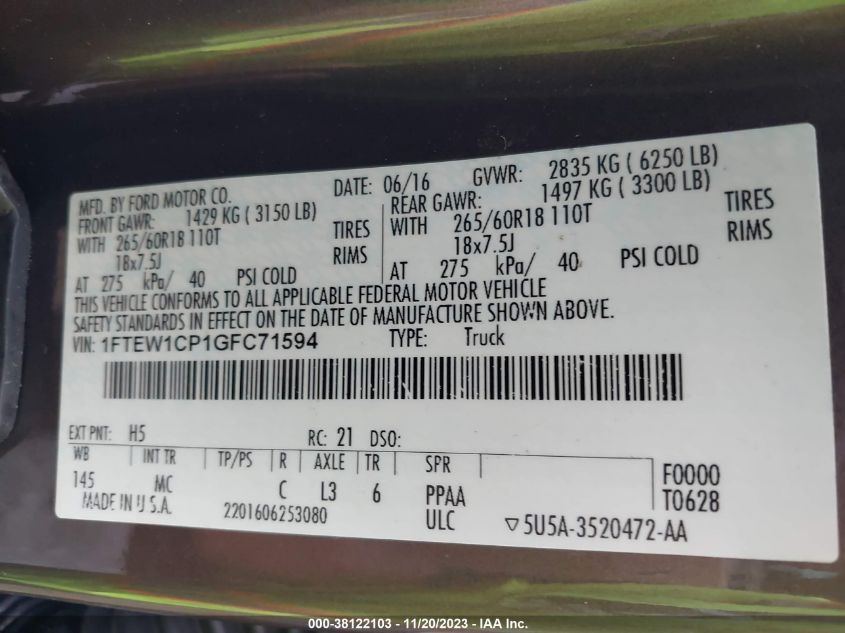 MFD. BY FORD MOTOR CO.
DATE: 06/16 GVWR: 2835 KG ( 6250 LB)
FRONT GAWR: 1429 KG ( 3150 LB)
REAR GAWR: 1497 KG ( 3300 LB)
WITH 265/60R18 110T TIRES
WITH 265/60R18 110T TIRES
18x7.5J RIMS
18x7.5J RIMS
AT 275 kPa/ 40 PSI COLD
AT 275 kPa/ 40 PSI COLD
THIS VEHICLE CONFORMS TO ALL APPLICABLE FEDERAL MOTOR VEHICLE
SAFETY STANDARDS IN EFFECT ON THE DATE OF MANUFACTURE SHOWN ABOVE.
VIN: 1FTEW1CP1GFC71594 TYPE: Truck
EXT PNT: H5 RC: 21 DSO:
WB INT TR TP/PS R AXLE TR SPR
145 MC C L3 6 PPAA
F0000
T0628
MADE IN U.S.A. 2201606253080 ULC ▽5U5A-3520472-AA
000-38122103 - 11/20/2023 - IAA Inc.